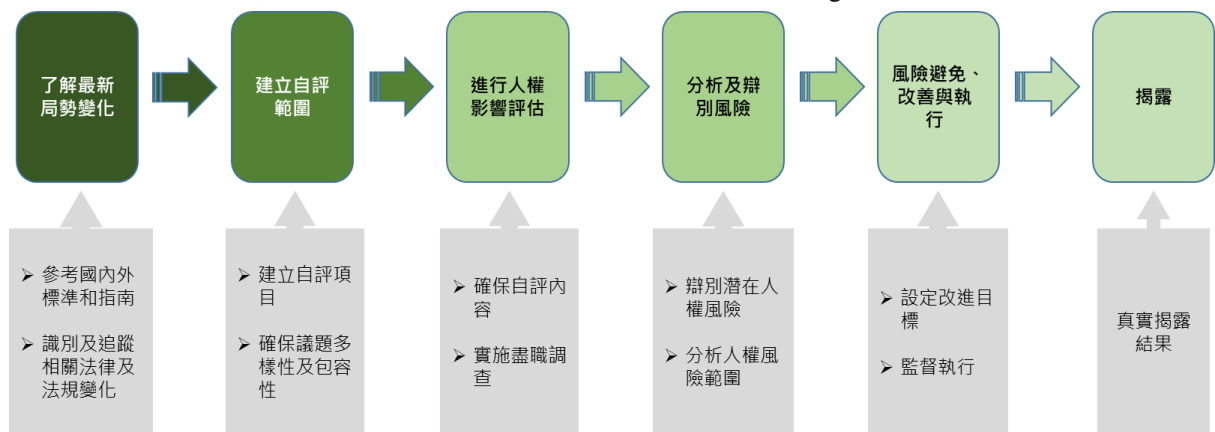 了解最新
局勢變化
建立自評
範圍
進行人權
影響評估
分析及辯
別風險
風險避免、
改善與執
行
揭露
➢ 參考國內外
標準和指南
➢ 識別及追蹤
相關法律及
法規變化
➢ 建立自評項
目
➢ 確保議題多
樣性及包容
性
➢ 確保自評內
容
➢ 實施盡職調
查
➢ 辯別潛在人
權風險
➢ 分析人權風
險範圍
➢ 設定改進目
標
➢ 監督執行
真實揭露
結果